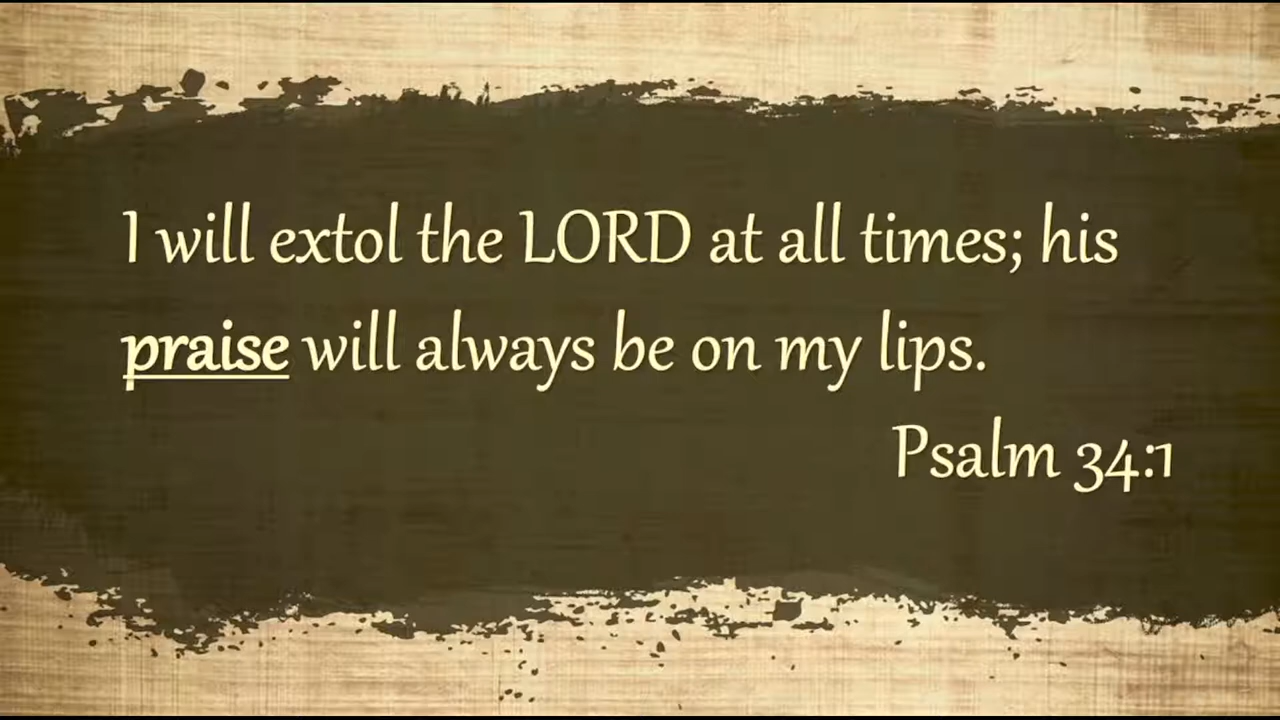 I will extol the LORD at all times; his
praise will always be on my lips.
Psalm 34:1